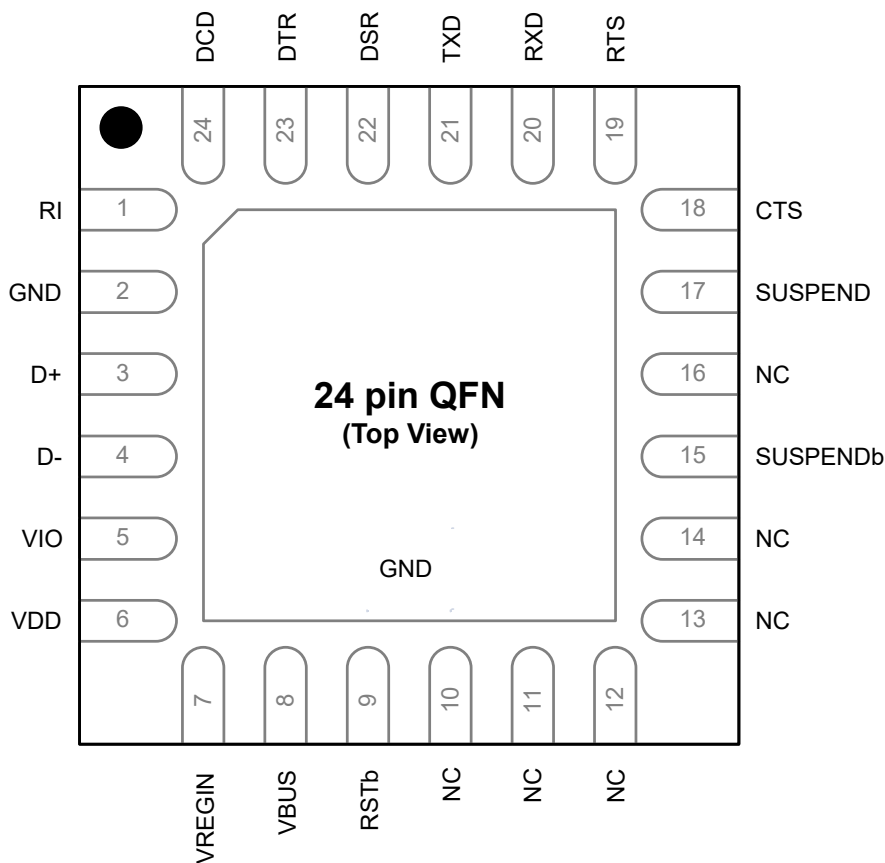 DCD
DTR
DSR
TXD
RXD
RTS
24
23
22
21
20
19
RI
1
18
CTS
GND
2
17
SUSPEND
D+
3
16
NC
24 pin QFN
(Top View)
D-
4
15
SUSPENDb
VIO
5
14
NC
GND
VDD
6
13
NC
7
8
9
10
11
12
VREGIN
VBUS
RSTb
NC
NC
NC